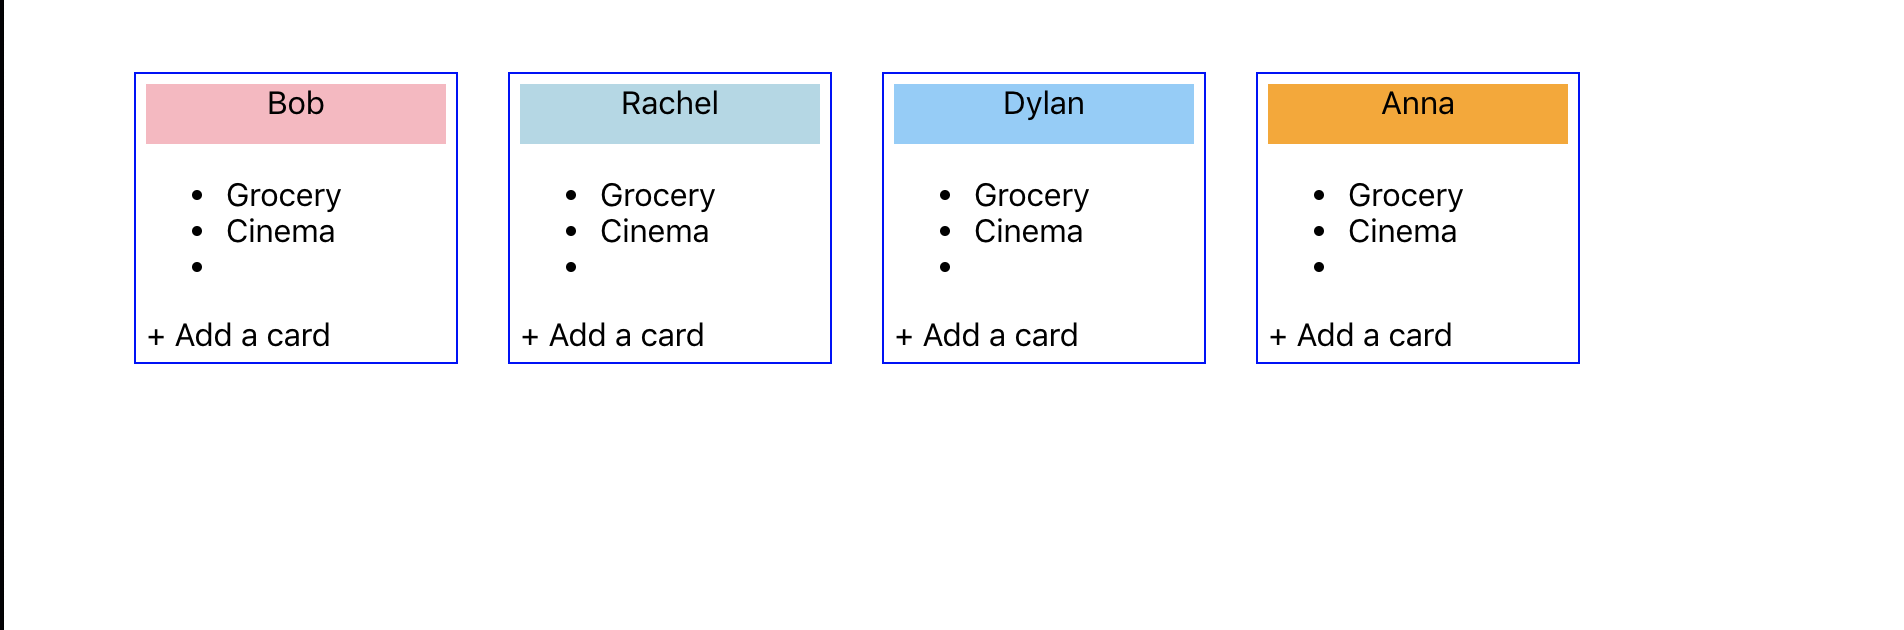 Bob
• Grocery
• Cinema
•
+ Add a card
Rachel
• Grocery
• Cinema
•
+ Add a card
Dylan
• Grocery
• Cinema
•
+ Add a card
Anna
• Grocery
• Cinema
•
+ Add a card